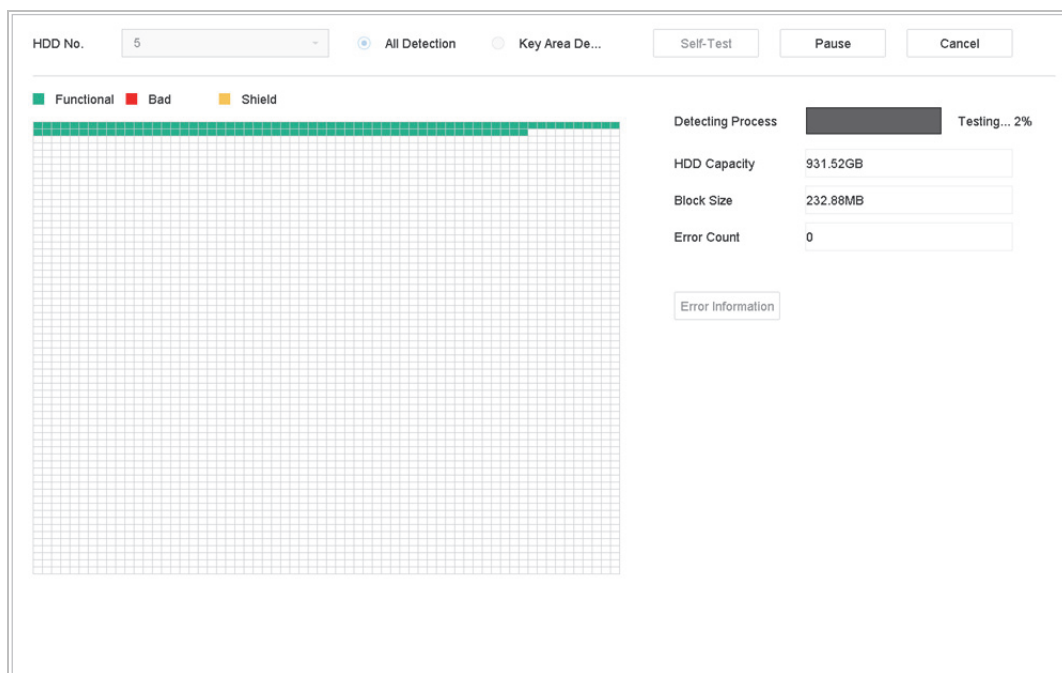 HDD No. 5 All Detection Key Area De... Self-Test Pause Cancel
Functional Bad Shield
Detecting Process Testing... 2%
HDD Capacity 931.52GB
Block Size 232.88MB
Error Count 0
Error Information